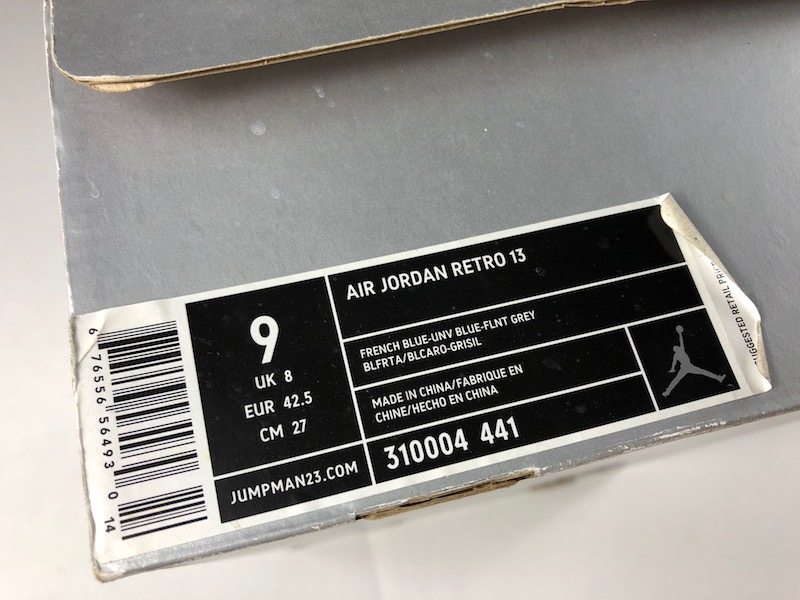 9
UK 8
EUR 42.5
CM 27
JUMPMAN23.COM
AIR JORDAN RETRO 13
FRENCH BLUE-UNV BLUE-FLNT GREY
BLFRTA/BLCARO-GRISIL
MADE IN CHINA/FABRIQUE EN
CHINE/HECHO EN CHINA
310004 441
6 76556 56493 0 14
RETAIL